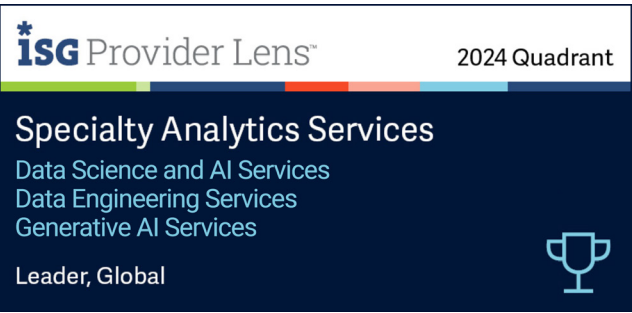 *iSG Provider Lens™
2024 Quadrant
Specialty Analytics Services
Data Science and AI Services
Data Engineering Services
Generative AI Services
Leader, Global